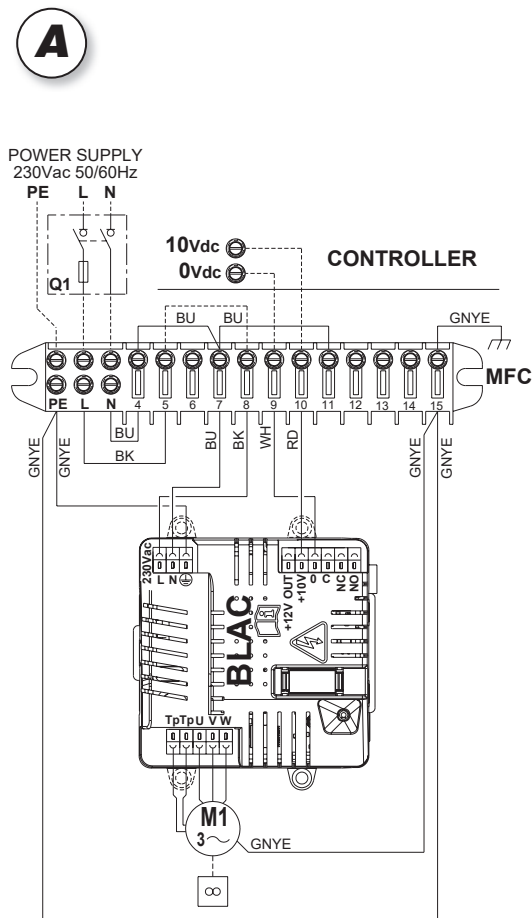 A
POWER SUPPLY
230Vac 50/60Hz
PE L N
Q1
10Vdc
0Vdc
CONTROLLER
BU BU GNYE
MFC
PE L N 4 5 6 7 8 9 10 11 12 13 14 15
GNYE GNYE BU BK BU BK WH RD GNYE GNYE
230Vac
L N
+12V OUT +10V 0 C NC NO
BLAC
TpTpU V W
M1
3
GNYE